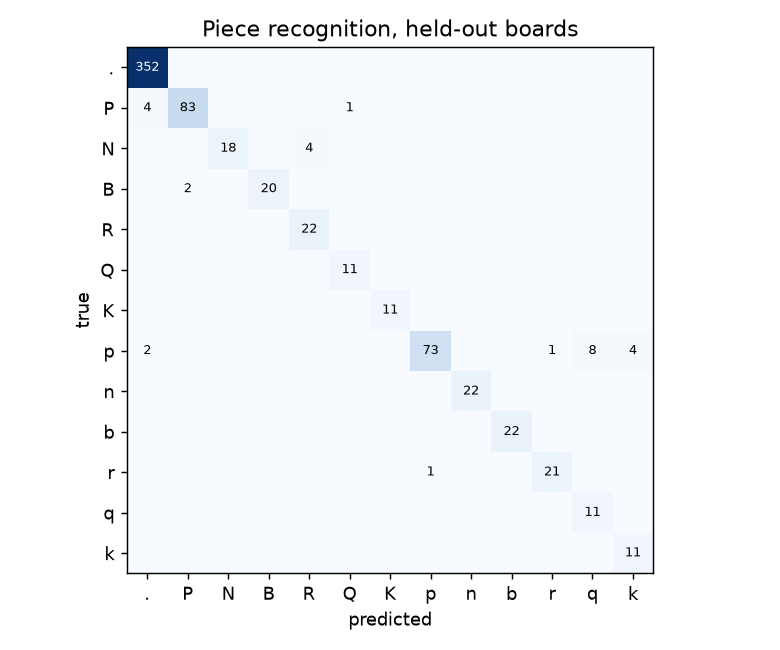 Piece recognition, held-out boards
. 352
P 4 83 1
N 18 4
B 2 20
R 22
Q 11
K 11
p 2 73 1 8 4
n 22
b 22
r 1 21
q 11
k 11
. P N B R Q K p n b r q k
predicted
true